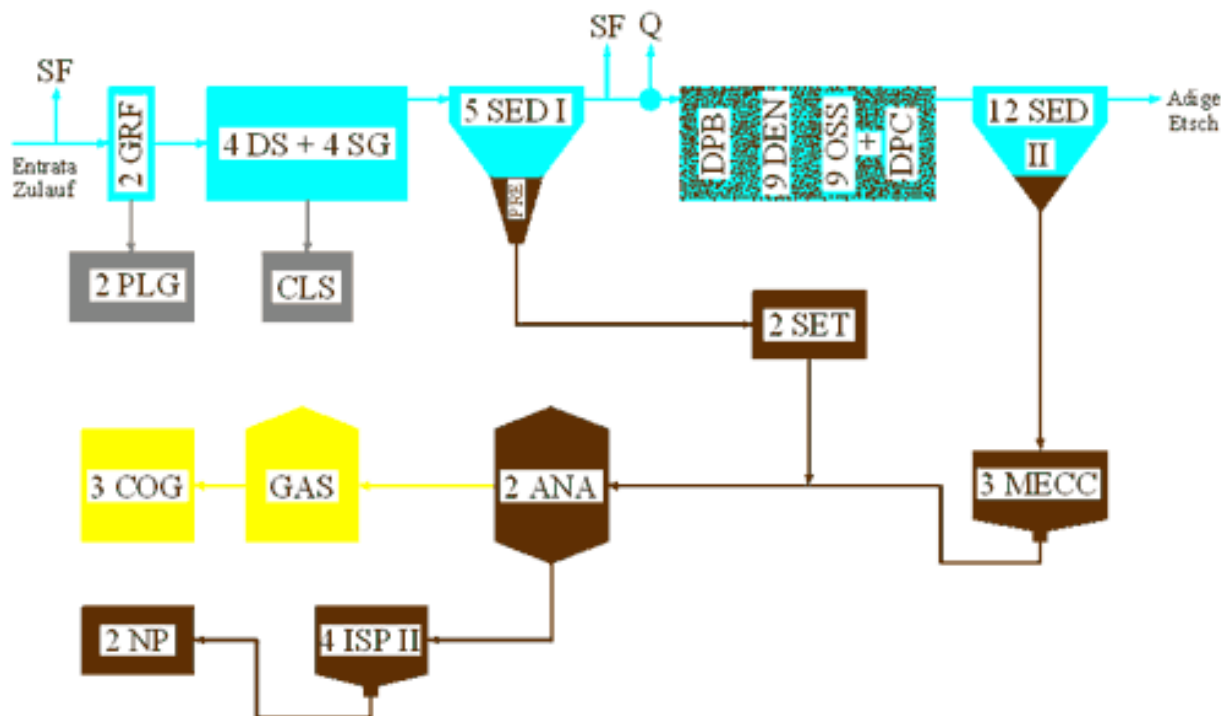 SF
SF Q
Entrata
Zulauf
2 GRF
4 DS + 4 SG
5 SED I
PRE
DPB
9 DEN
9 OSS
+
DPC
12 SED
II
Adige
Etsch
2 PLG
CLS
2 SET
3 COG
GAS
2 ANA
3 MECC
2 NP
4 ISP II